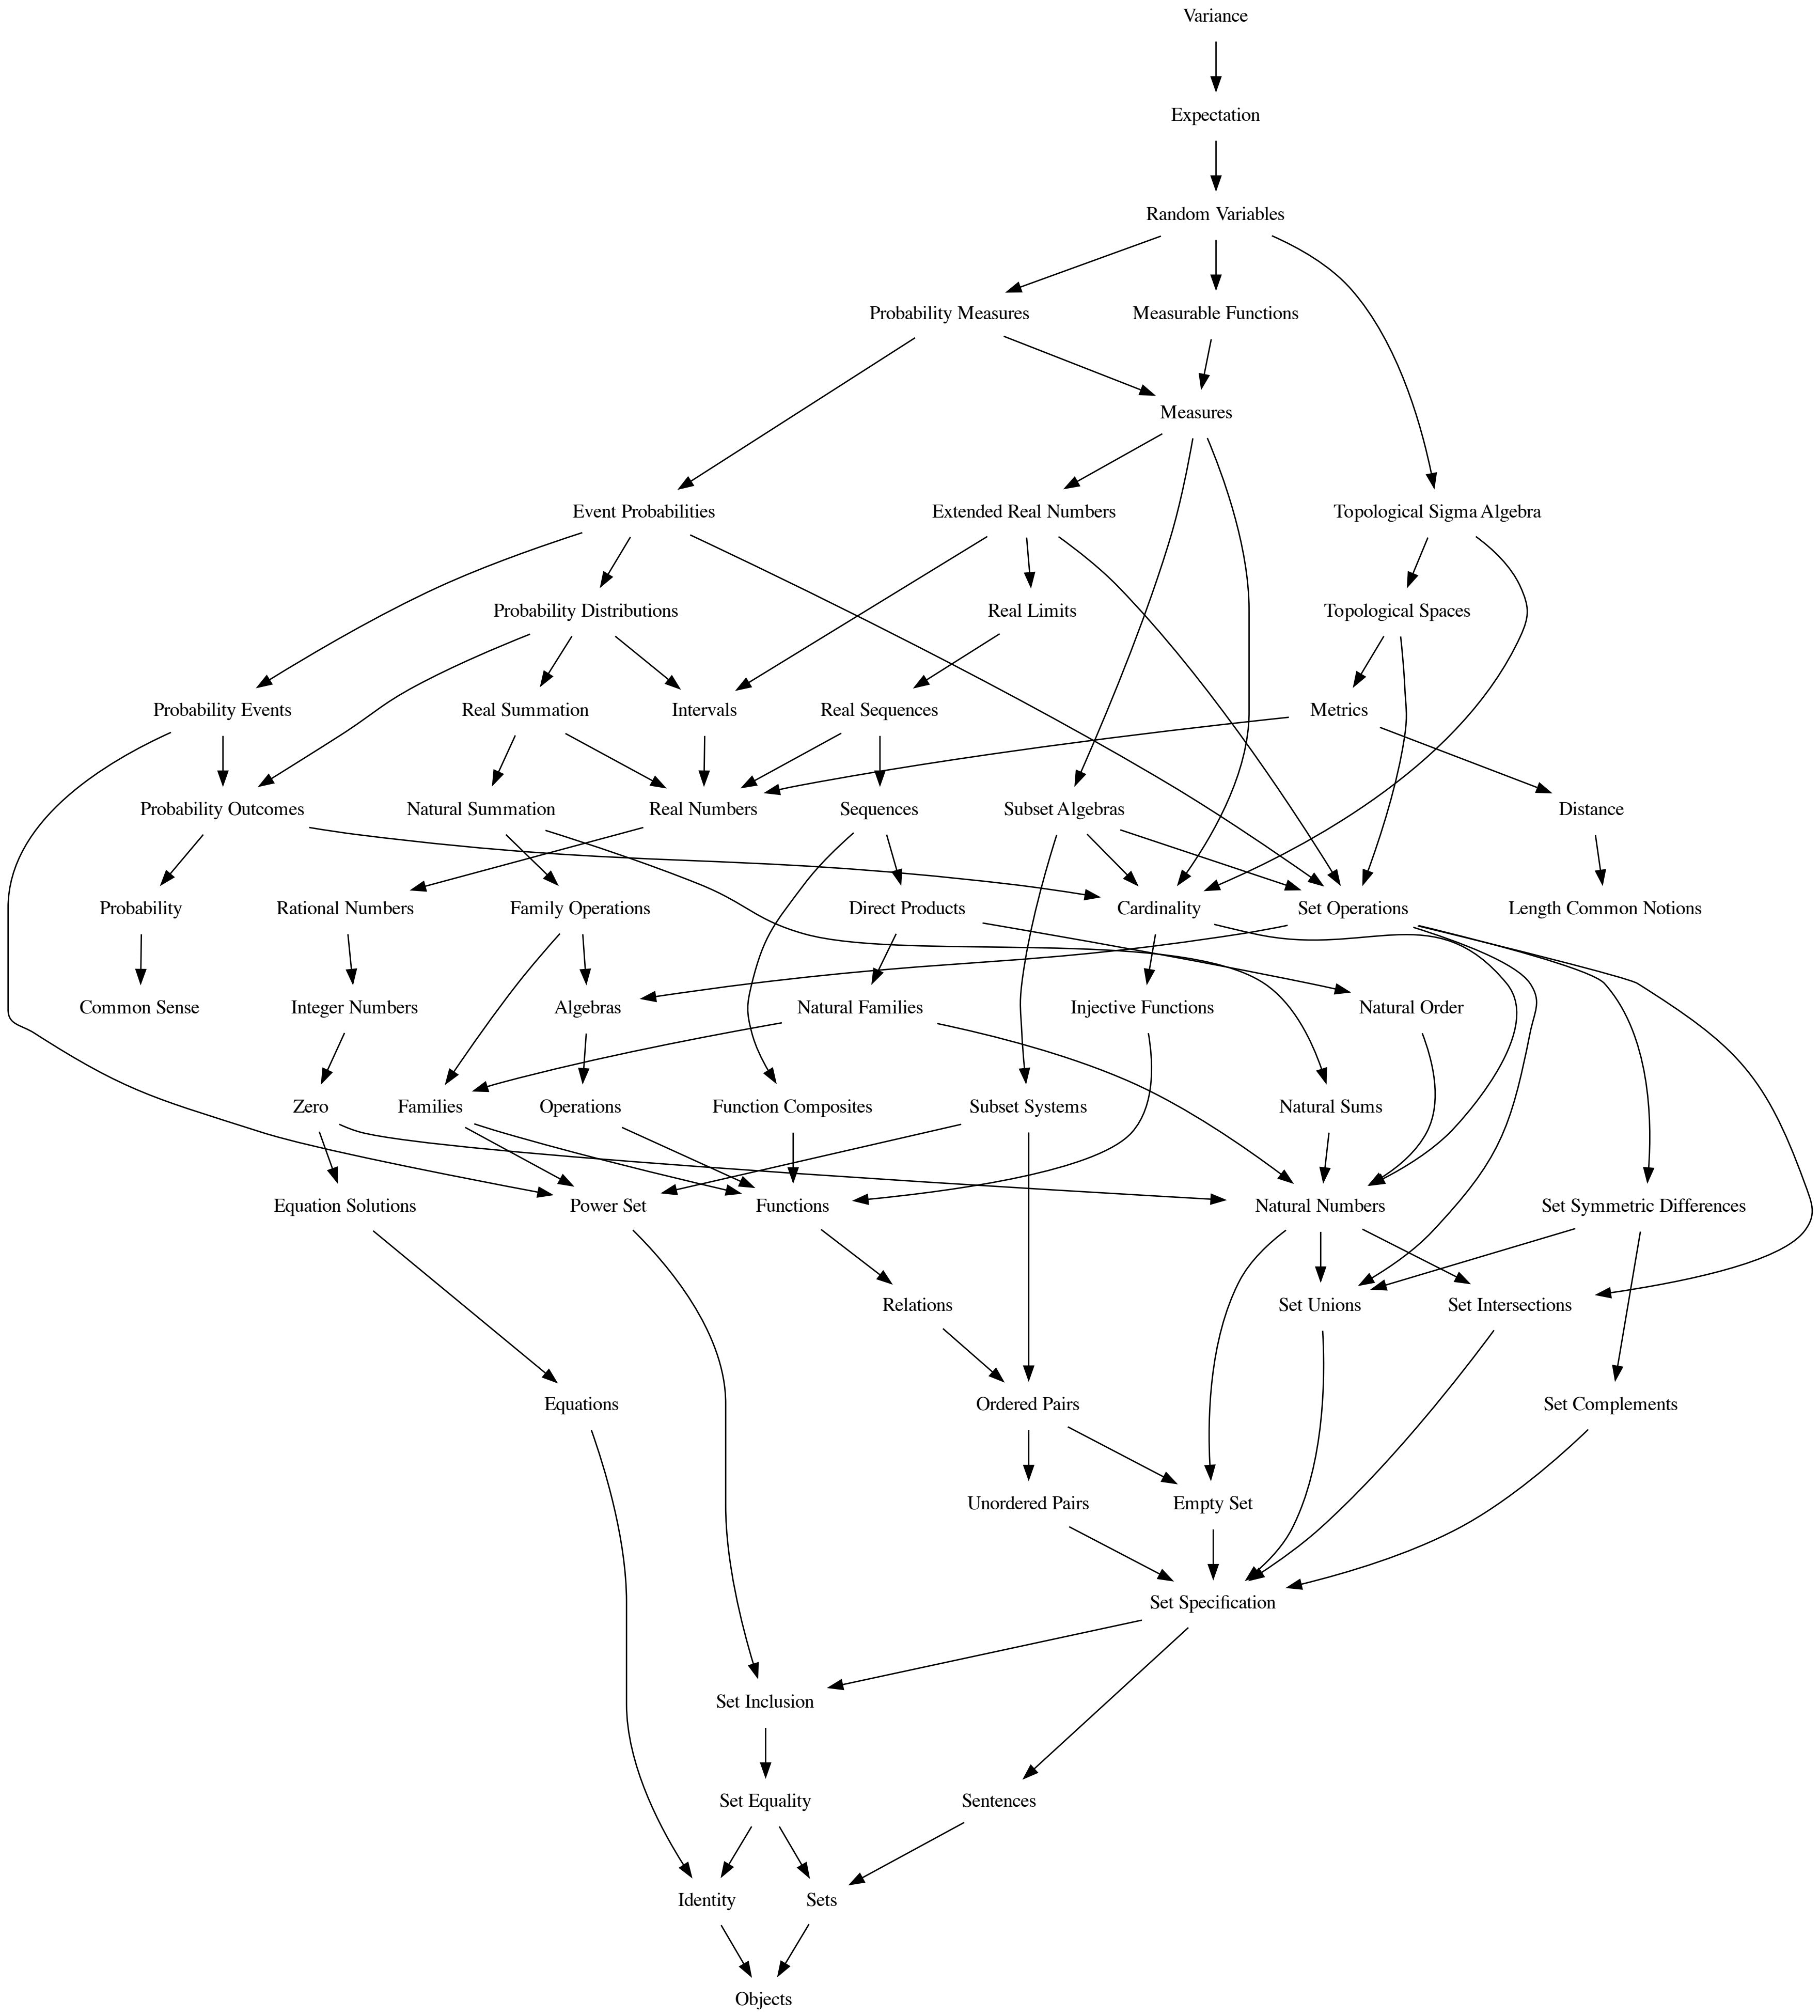 Variance
Expectation
Random Variables
Probability Measures
Measurable Functions
Measures
Event Probabilities
Extended Real Numbers
Topological Sigma Algebra
Probability Distributions
Real Limits
Topological Spaces
Probability Events
Real Summation
Intervals
Real Sequences
Metrics
Probability Outcomes
Natural Summation
Real Numbers
Sequences
Subset Algebras
Distance
Probability
Rational Numbers
Family Operations
Direct Products
Cardinality
Set Operations
Length Common Notions
Common Sense
Integer Numbers
Algebras
Natural Families
Injective Functions
Natural Order
Zero
Families
Operations
Function Composites
Subset Systems
Natural Sums
Equation Solutions
Power Set
Functions
Natural Numbers
Set Symmetric Differences
Relations
Set Unions
Set Intersections
Equations
Ordered Pairs
Set Complements
Unordered Pairs
Empty Set
Set Specification
Set Inclusion
Set Equality
Sentences
Identity
Sets
Objects